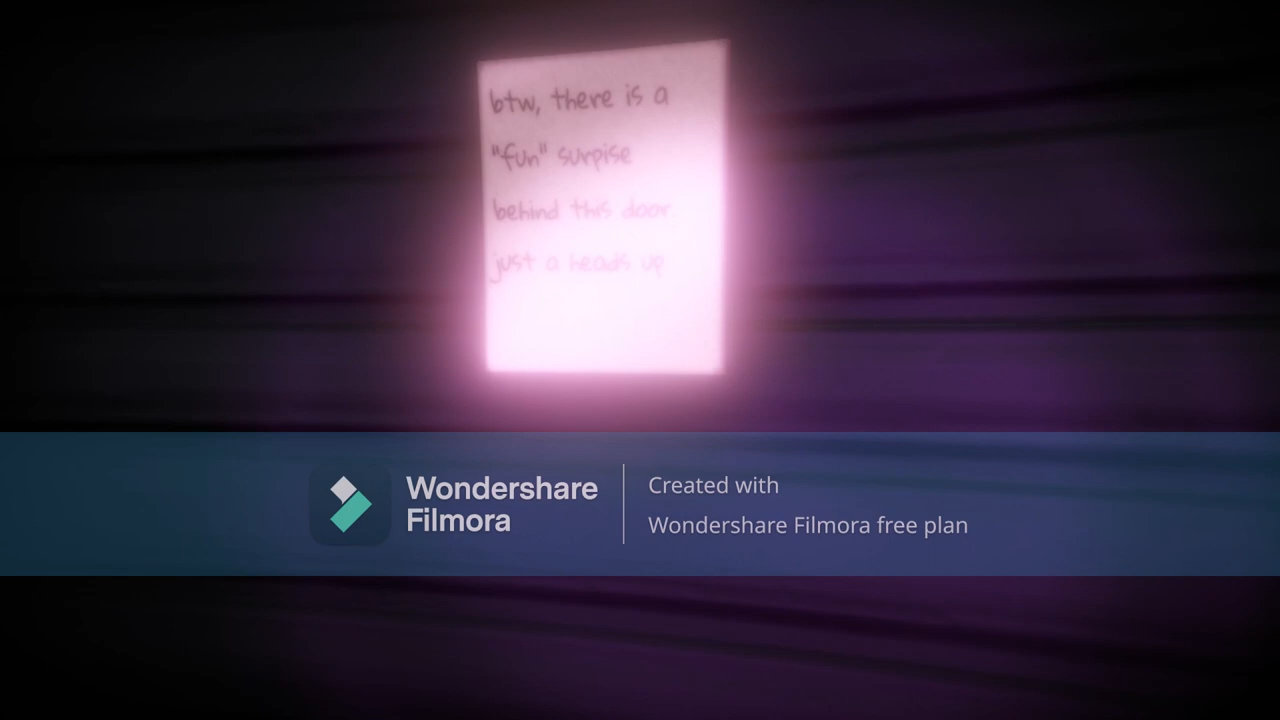 btw, there is a
"fun" surpise
behind this door.
just a heads up
Wondershare
Filmora
Created with
Wondershare Filmora free plan